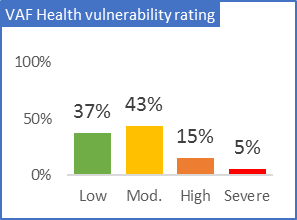 VAF Health vulnerability rating
100%
50%
0%
37%
43%
15%
5%
Low
Mod.
High
Severe